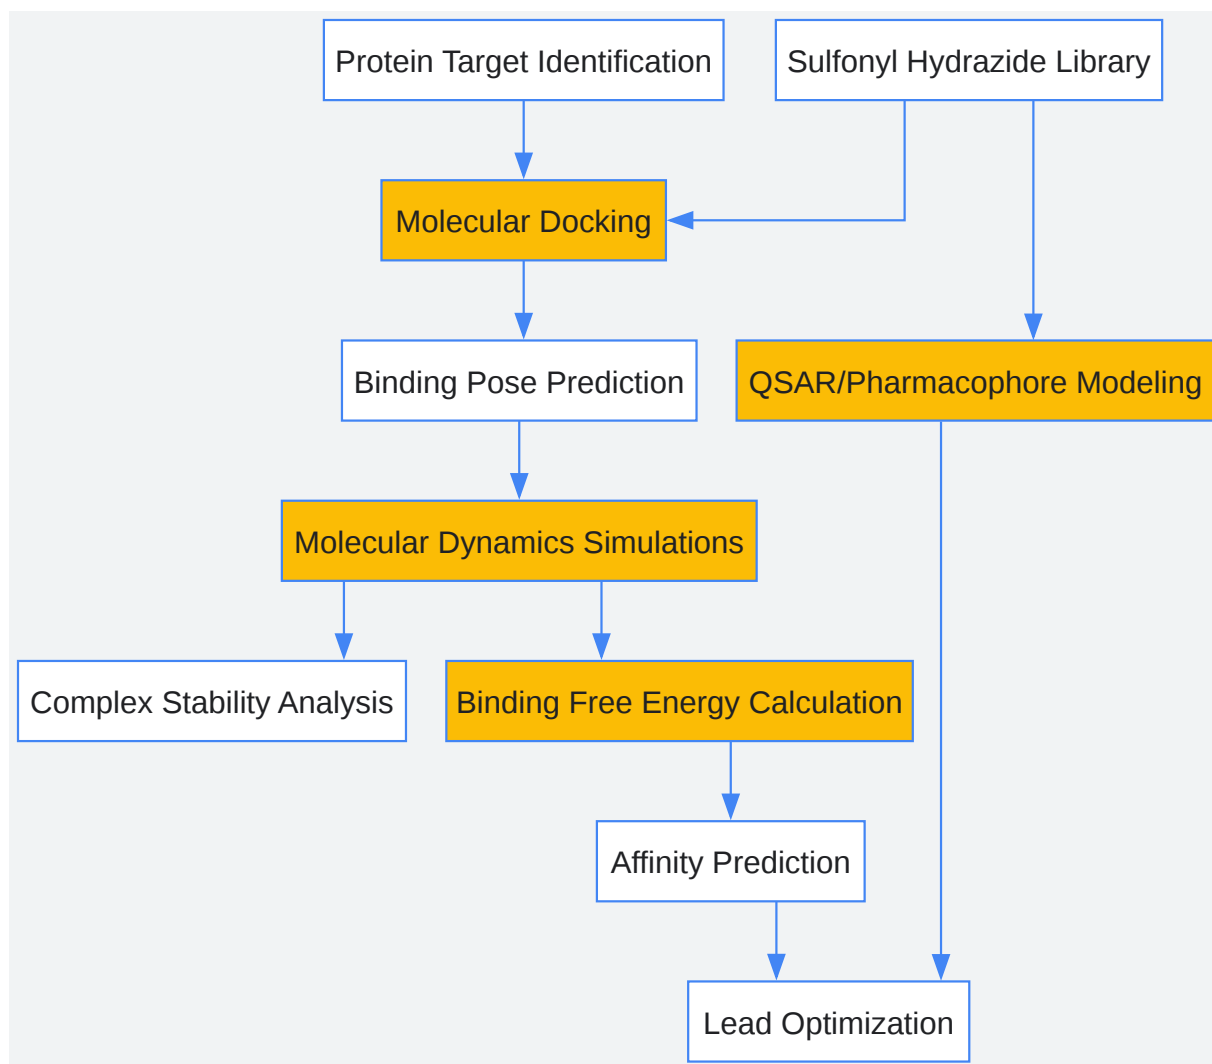 Protein Target Identification
Sulfonyl Hydrazide Library
Molecular Docking
Binding Pose Prediction
QSAR/Pharmacophore Modeling
Molecular Dynamics Simulations
Complex Stability Analysis
Binding Free Energy Calculation
Affinity Prediction
Lead Optimization